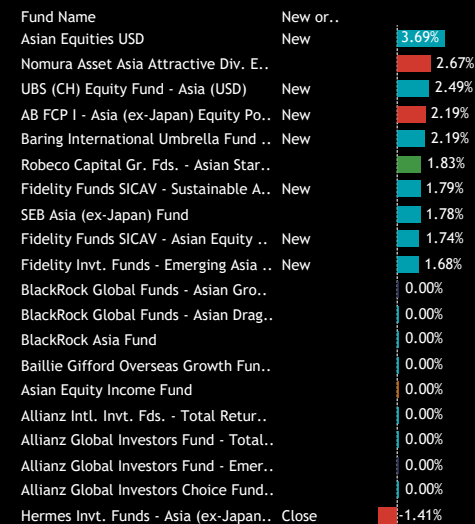 Fund Name New or..
Asian Equities USD New 3.69%
Nomura Asset Asia Attractive Div. E.. 2.67%
UBS (CH) Equity Fund - Asia (USD) New 2.49%
AB FCP I - Asia (ex-Japan) Equity Po.. New 2.19%
Baring International Umbrella Fund .. New 2.19%
Robeco Capital Gr. Fds. - Asian Star.. 1.83%
Fidelity Funds SICAV - Sustainable A.. New 1.79%
SEB Asia (ex-Japan) Fund 1.78%
Fidelity Funds SICAV - Asian Equity .. New 1.74%
Fidelity Invt. Funds - Emerging Asia .. New 1.68%
BlackRock Global Funds - Asian Gro.. 0.00%
BlackRock Global Funds - Asian Drag.. 0.00%
BlackRock Asia Fund 0.00%
Baillie Gifford Overseas Growth Fun.. 0.00%
Asian Equity Income Fund 0.00%
Allianz Intl. Invt. Fds. - Total Retur.. 0.00%
Allianz Global Investors Fund - Total.. 0.00%
Allianz Global Investors Fund - Emer.. 0.00%
Allianz Global Investors Choice Fund.. 0.00%
Hermes Invt. Funds - Asia (ex-Japan.. Close -1.41%